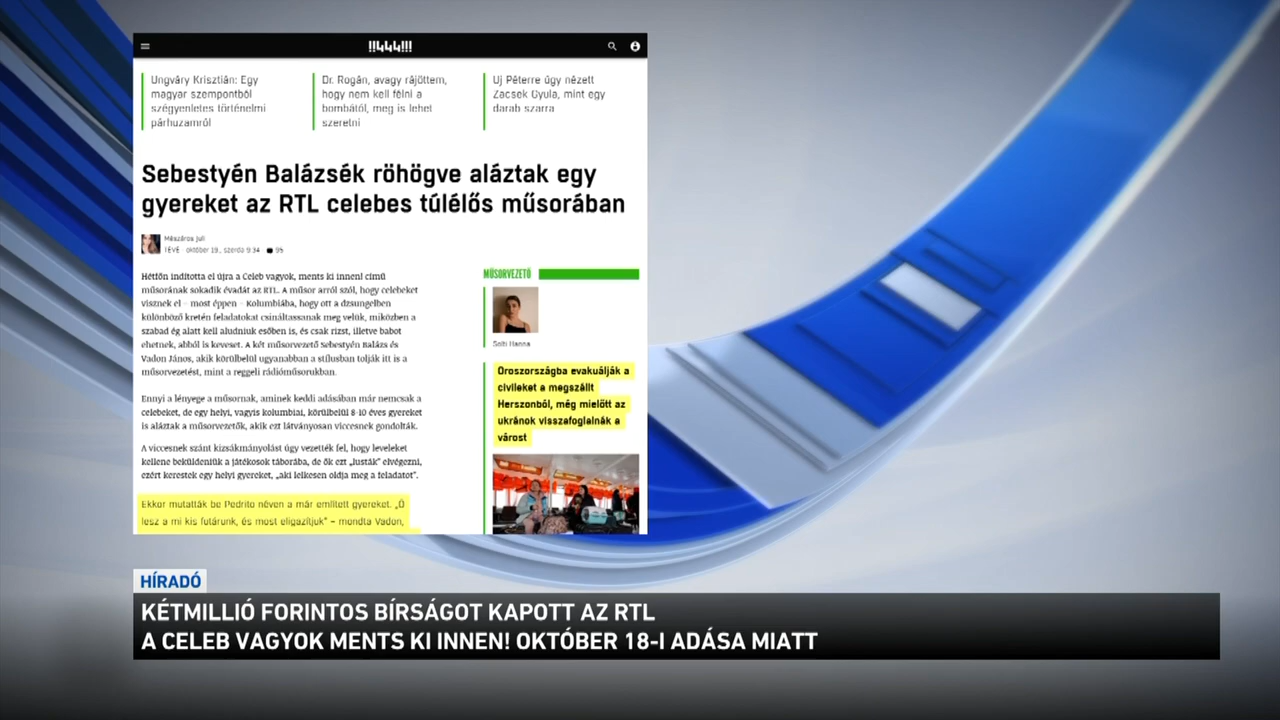 !!444!!!
Ungváry Krisztián: Egy
magyar szempontból
szégyenletes történelmi
párhuzamról
Dr. Rogán, avagy rájöttem,
hogy nem kell félni a
bombától, meg is lehet
szeretni
Uj Péterre úgy nézett
Zacsek Gyula, mint egy
darab szarra
Sebestyén Balázsék röhögve aláztak egy
gyereket az RTL celebes túlélős műsorában
Mészáros Juli
TÉVÉ október 19., szerda 9:34 95
Hétfőn indította el újra a Celeb vagyok, ments ki innen! című
műsorának sokadik évadát az RTL. A műsor arról szól, hogy celebeket
visznek el – most éppen – Kolumbiába, hogy ott a dzsungelben
különböző kretén feladatokat csináltassanak meg velük, miközben a
szabad ég alatt kell aludniuk esőben is, és csak rizst, illetve babot
ehetnek, abból is keveset. A két műsorvezető Sebestyén Balázs és
Vadon János, akik körülbelül ugyanabban a stílusban tolják itt is a
műsorvezetést, mint a reggeli rádióműsorukban.
Ennyi a lényege a műsornak, aminek keddi adásában már nemcsak a
celebeket, de egy helyi, vagyis kolumbiai, körülbelül 8-10 éves gyereket
is aláztak a műsorvezetők, akik ezt látványosan viccesnek gondolták.
A viccesnek szánt kizsákmányolást úgy vezették fel, hogy leveleket
kellene beküldeniük a játékosok táborába, de ők ezt „lusták” elvégezni,
ezért kerestek egy helyi gyereket, „aki lelkesen oldja meg a feladatot”.
Ekkor mutatták be Pedrito néven a már említett gyereket. „Ő
lesz a mi kis futárunk, és most eligazítjuk” – mondta Vadon,
MŰSORVEZETŐ
Solti Hanna
Oroszországba evakuálják a
civileket a megszállt
Herszonból, még mielőtt az
ukránok visszafoglalnák a
várost
HÍRADÓ
KÉTMILLIÓ FORINTOS BÍRSÁGOT KAPOTT AZ RTL
A CELEB VAGYOK MENTS KI INNEN! OKTÓBER 18-I ADÁSA MIATT